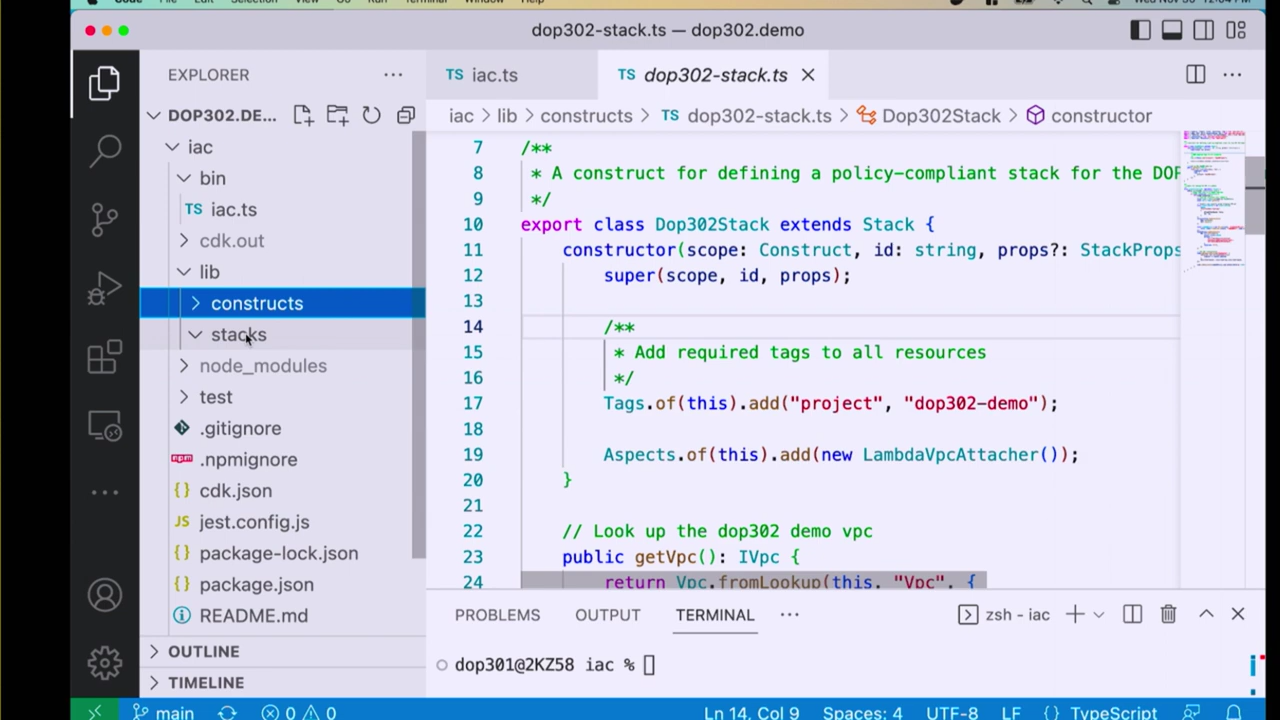 dop302-stack.ts — dop302.demo
EXPLORER
DOP302.DE...
iac
bin
TS iac.ts
cdk.out
lib
constructs
stacks
node_modules
test
.gitignore
npm .npmignore
{} cdk.json
JS jest.config.js
{} package-lock.json
{} package.json
README.md
OUTLINE
TIMELINE
TS iac.ts
TS dop302-stack.ts
iac > lib > constructs > TS dop302-stack.ts > Dop302Stack > constructor
7 /**
8 * A construct for defining a policy-compliant stack for the DOP
9 */
10 export class Dop302Stack extends Stack {
11 constructor(scope: Construct, id: string, props?: StackProps
12 super(scope, id, props);
13
14 /**
15 * Add required tags to all resources
16 */
17 Tags.of(this).add("project", "dop302-demo");
18
19 Aspects.of(this).add(new LambdaVpcAttacher());
20 }
21
22 // Look up the dop302 demo vpc
23 public getVpc(): IVpc {
24 return Vpc.fromLookup(this, "Vpc", {
PROBLEMS OUTPUT TERMINAL ... zsh - iac
dop301@2KZ58 iac %
main 0 0 Ln 14, Col 9 Spaces: 4 UTF-8 LF {} TypeScript